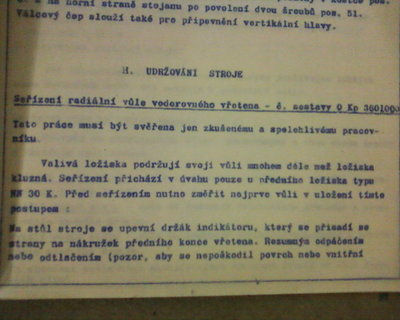 na horní straně stojanu po povolení dvou šroubů pos. 51.
Válcový čep slouží také pro připevnění vertikální hlavy.
H. UDRŽOVÁNÍ STROJE
Seřízení radiální vůle vodorovného vřetena - č. sestavy 0 Kp 360100
Tato práce musí být svěřena jen zkušenému a spolehlivému pracov-
níku
Valivá ložiska podržují svoji vůli mnohem déle než ložiska
kluzná. Seřízení přichází v úvahu pouze u předního ložiska typu
NN 30 K. Před seřízením nutno změřit nejprve vůli v uložení tímto
postupem :
Na stůl stroje se upevní držák indikátoru, který se přisadí se
strany na nákružek předního konce vřetena. Rozumným odpáčením
nebo odtlačením (pozor, aby se nepoškodil povrch nebo vnitřní